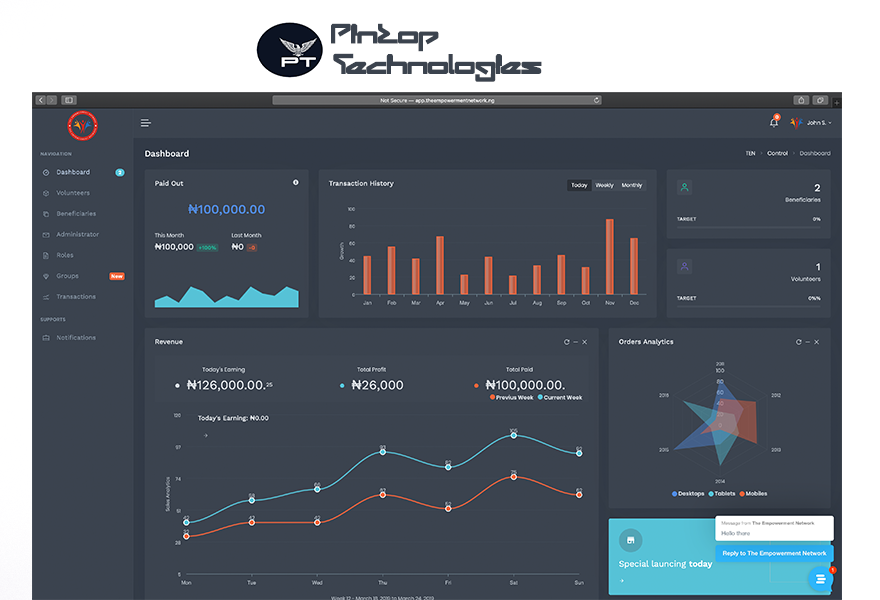 PT
PInTop
Technologies
Not Secure — app.theempowermentnetwork.ng
8
John S.
NAVIGATION
Dashboard
3
Volunteers
Beneficiaries
Administrator
Roles
Groups
New
Transactions
SUPPORTS
Notifications
Dashboard
TEN
Control
Dashboard
Paid Out
₦100,000.00
This Month
Last Month
₦100,000
+100%
₦0
-0
Transaction History
Today
Weekly
Monthly
Growth
100
80
60
40
20
0
Jan
Feb
Mar
Apr
May
Jun
Jul
Aug
Sep
Oct
Nov
Dec
2
Beneficiaries
TARGET
0%
1
Volunteers
TARGET
0%%
Revenue
Today's Earning
₦126,000.00.25
Total Profit
₦26,000
Total Paid
₦100,000.00.
Previus Week
Current Week
Today's Earning: ₦0.00
Sales Analytics
120
97
74
51
28
5
Mon
Tue
Wed
Thu
Fri
Sat
Sun
Week 12 - March 18, 2019 to March 24, 2019
Orders Analytics
100
80
60
40
2012
2013
2014
2015
2016
Desktops
Tablets
Mobiles
Special launcing today
Message from The Empowerment Network
Hello there
Reply to The Empowerment Network
1